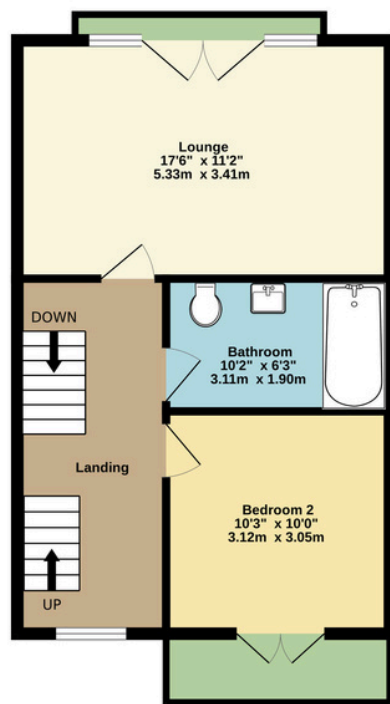 Lounge
17'6" x 11'2"
5.33m x 3.41m
DOWN
Bathroom
10'2" x 6'3"
3.11m x 1.90m
Landing
Bedroom 2
10'3" x 10'0"
3.12m x 3.05m
UP